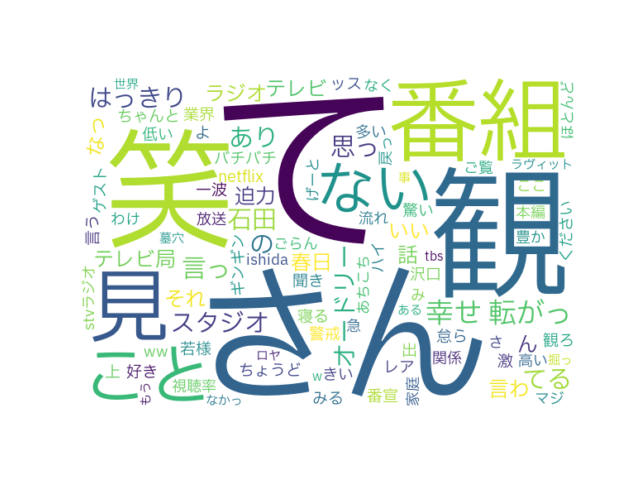 世界
はっきり
ラジオ
テレビ
ッス
なく
番組
どんと出
ちゃんと
業界
よ
なっ
低い
あり
思っ
多い
戻っ
笑
て
ない
観
バチバチ
ご覧
ラヴィット
ゲスト
netflix
げーと
事
ここ
一波
迫力
驚い
いい
本編
ください
言う
わけ
放送
石田
流れ
豊か
墓穴
の
ごらん
ハイ
オードリー
話
tbs
テレビ局
言っ
ギンギン
ishida
春日
聞き
あちこち
沢口
み
見
さん
stvラジオ
それ
寝る
ある
幸せ
転がっ
スタジオ
警戒
急
出
怠ら
さ
ん
観ろ
こと
ww
若様
ロヤ
上
好き
ちょうど
w
きい
レア
関係
激
高い
掘っ
もう
視聴率
なかっ
みる
番宣
家庭
言わ
てる
マジ